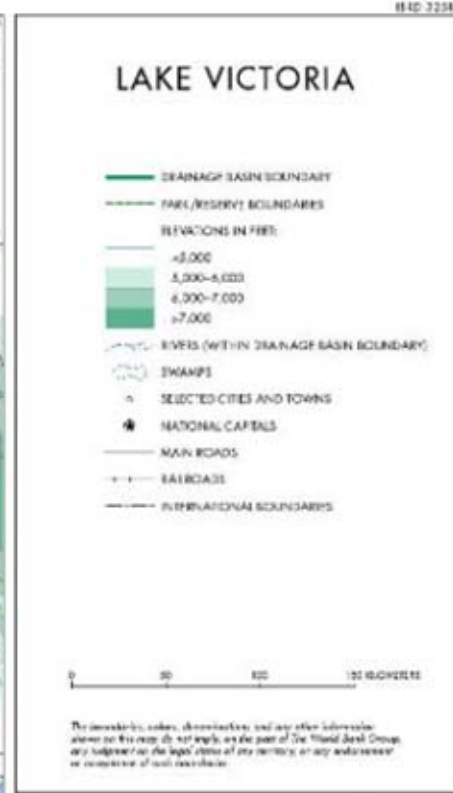 LAKE VICTORIA
DRAINAGE BASIN BOUNDARY
PARK/RESERVE BOUNDARIES
ELEVATIONS IN FEET:
<5,000
5,000–6,000
6,000–7,000
>7,000
RIVERS (WITHIN DRAINAGE BASIN BOUNDARY)
SWAMPS
SELECTED CITIES AND TOWNS
NATIONAL CAPITALS
MAIN ROADS
RAILROADS
INTERNATIONAL BOUNDARIES
0 50 100 150 KILOMETERS
The boundaries, colors, denominations and any other information
shown on this map do not imply, on the part of The World Bank Group,
any judgment on the legal status of any territory, or any endorsement
or acceptance of such boundaries.